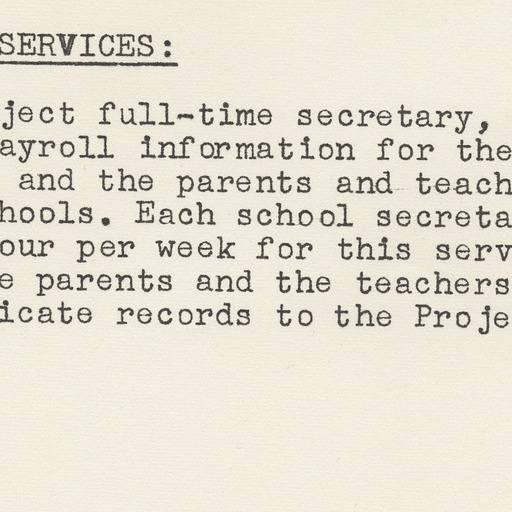 SERVICES:
ject full-time secretary,
ayroll information for the
and the parents and teach
hools. Each school secreta
our per week for this serv
e parents and the teachers
icate records to the Proje